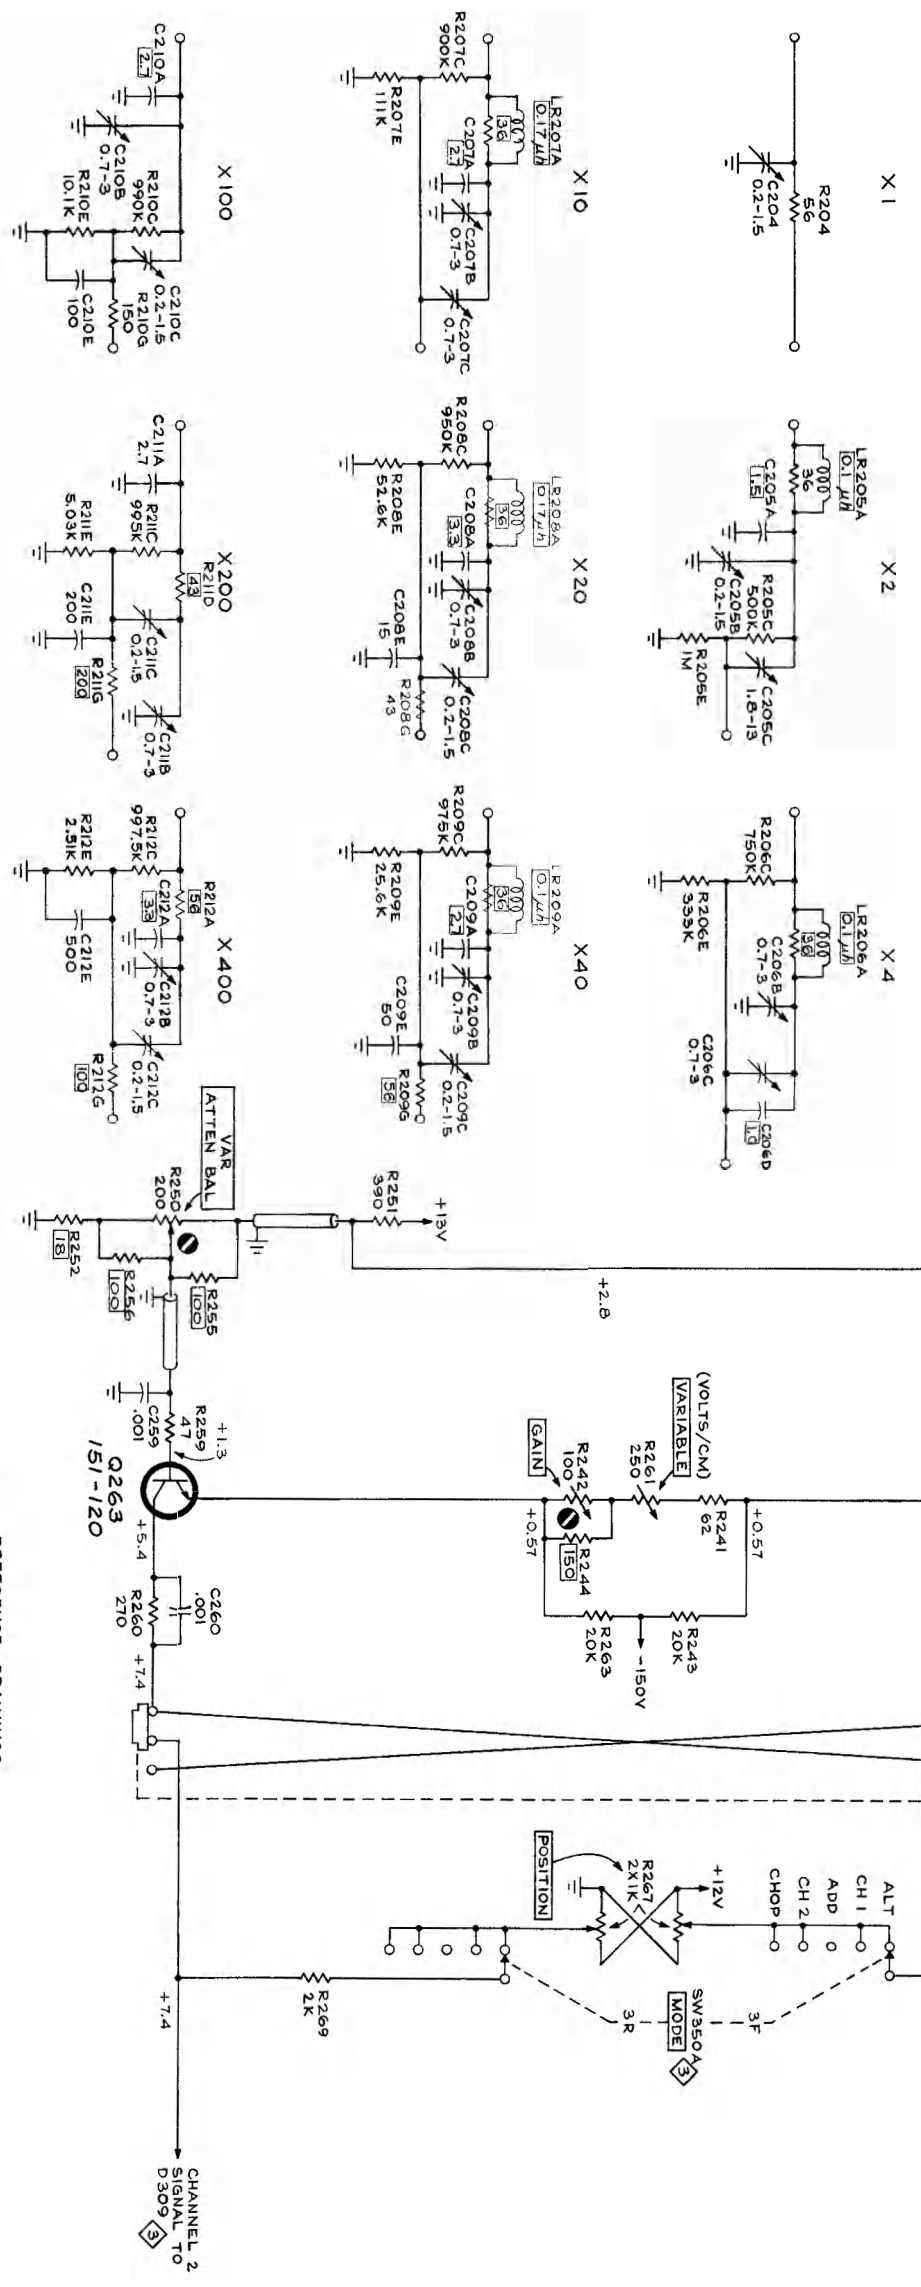 X1
R204
56
C204
0.2-1.5
X2
LR205A
0.1 µh
36
C205A
1.5
C205B
0.2-1.5
R205C
500K
C205C
1.8-13
R205E
1M
X4
LR206A
0.1 µh
36
R206C
750K
R206E
333K
C206B
0.7-3
C206C
0.7-3
C206D
1.0
X10
LR207A
0.17 µh
36
R207C
900K
R207E
111K
C207A
2.7
C207B
0.7-3
C207C
0.7-3
X20
LR208A
0.17µh
36
R208C
950K
R208E
52.6K
C208A
3.3
C208B
0.7-3
C208C
0.2-1.5
C208E
15
R208G
43
X40
LR209A
0.1µh
36
R209C
975K
R209E
25.6K
C209A
2.7
C209B
0.7-3
C209C
0.2-1.5
C209E
50
R209G
56
X100
C210A
2.7
C210B
0.7-3
R210C
990K
R210E
10.1K
C210C
0.2-1.5
R210G
150
C210E
100
X200
C211A
2.7
R211C
995K
R211D
43
R211E
5.03K
C211C
0.2-1.5
C211B
0.7-3
C211E
200
R211G
200
X400
R212A
56
R212C
997.5K
R212E
2.51K
C212A
3.3
C212B
0.7-3
C212C
0.2-1.5
C212E
500
R212G
100
+13V
R251
390
+2.8
VAR
ATTEN BAL
R250
200
R252
18
R255
100
R256
100
C259
.001
R259
47
+1.3
Q263
151-120
+5.4
C260
.001
R260
270
+7.4
(VOLTS/CM)
VARIABLE
R261
250
R241
62
+0.57
GAIN
R242
100
R244
150
+0.57
R243
20K
R263
20K
-150V
ALT
CH 1
ADD
CH 2
CHOP
+12V
R267
2X1K
POSITION
3F
SW350A
MODE
3
3R
R269
2K
+7.4
CHANNEL 2
SIGNAL TO
D309
3